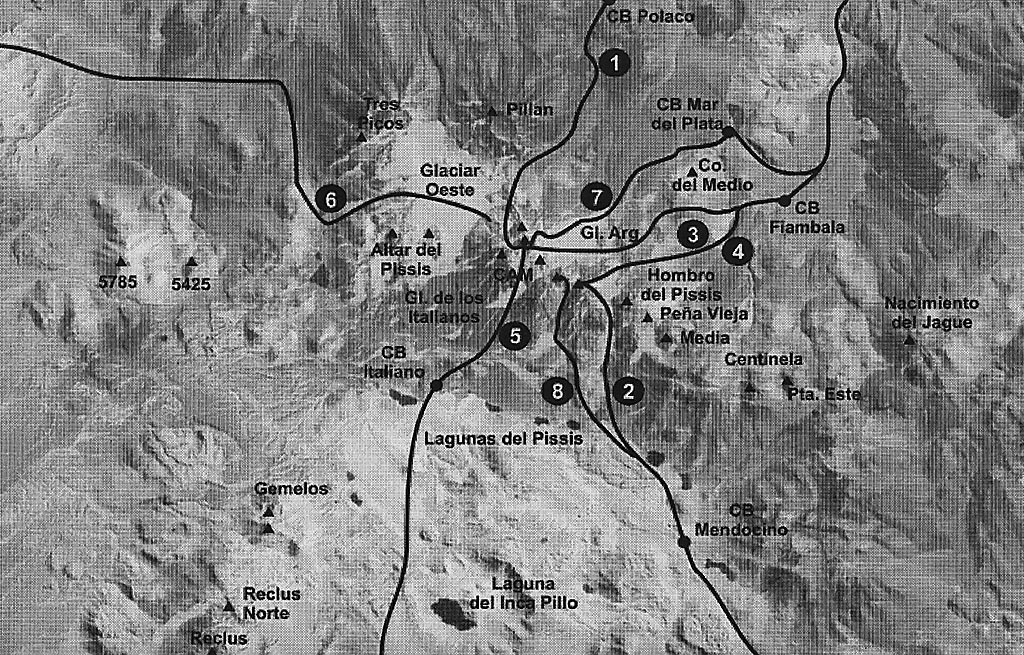 CB Polaco
1
Tres
Picos
Pillan
CB Mar
del Plata
Glaciar
Oeste
Co.
del Medio
6
7
CB
Fiambala
Gl. Arg
3
4
Altar del
Pissis
CAM
5785
5425
Hombro
del Pissis
Gl. de los
Italianos
Peña Vieja
Nacimiento
del Jague
5
Media
CB
Italiano
Centinela
8
2
Pta. Este
Lagunas del Pissis
Gemelos
CB
Mendocino
Laguna
del Inca Pillo
Reclus
Norte
Reclus